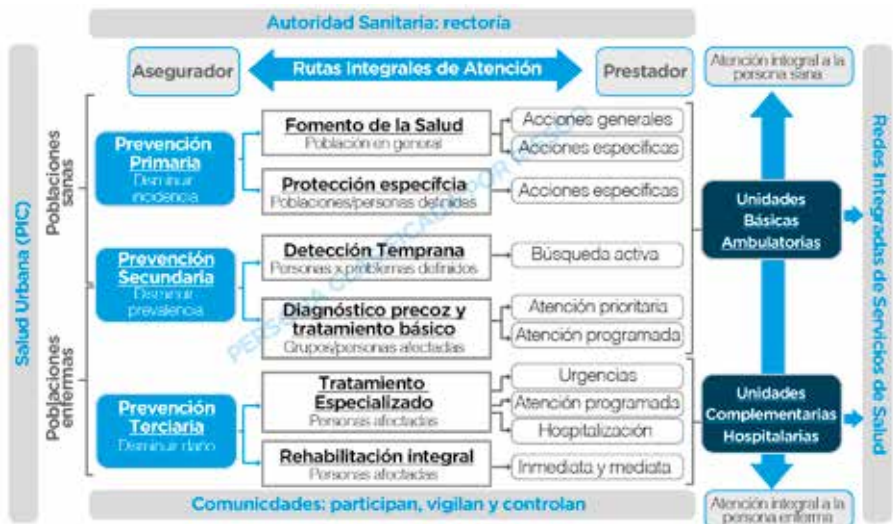 Autoridad Sanitaria: rectoría
Asegurador
Rutas Integrales de Atención
Prestador
Atención integral a la
persona sana
Salud Urbana (PIC)
Poblaciones
sanas
Poblaciones
enfermas
Prevención
Primaria
Disminuir
incidencia
Fomento de la Salud
Población en general
Acciones generales
Acciones específicas
Protección específcia
Poblaciones/personas definidas
Acciones específicas
Prevención
Secundaria
Disminuir
prevalencia
Detección Temprana
Personas x problemas definidos
Búsqueda activa
Diagnóstico precoz y
tratamiento básico
Grupos/personas afectadas
Atención prioritaria
Atención programada
Prevención
Terciaria
Disminuir daño
Tratamiento
Especializado
Personas afectadas
Urgencias
Atención programada
Hospitalización
Rehabilitación integral
Personas afectadas
Inmediata y mediata
Unidades
Básicas
Ambulatorias
Unidades
Complementarias
Hospitalarias
Redes Integradas de Servicios de Salud
Comunicdades: participan, vigilan y controlan
Atención integral a la
persona enferma
PERSONA POR